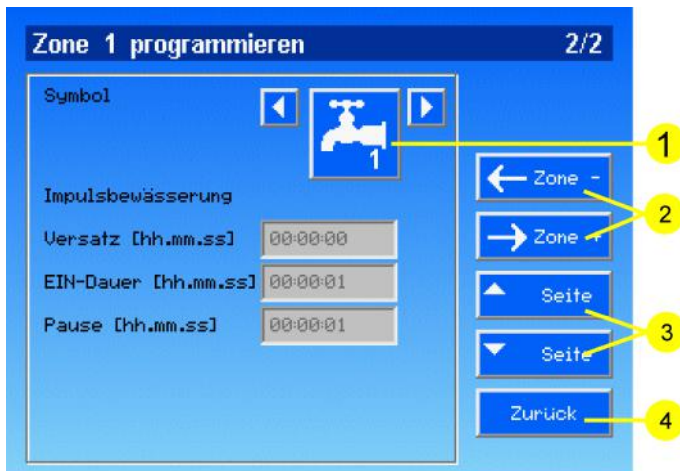 Zone 1 programmieren 2/2
Symbol
1
1
Zone -
2
Impulsbewässerung
Versatz [hh.mm.ss] 00:00:00
Zone +
EIN-Dauer [hh.mm.ss] 00:00:01
Seite
Pause [hh.mm.ss] 00:00:01
3
Seite
Zurück
4